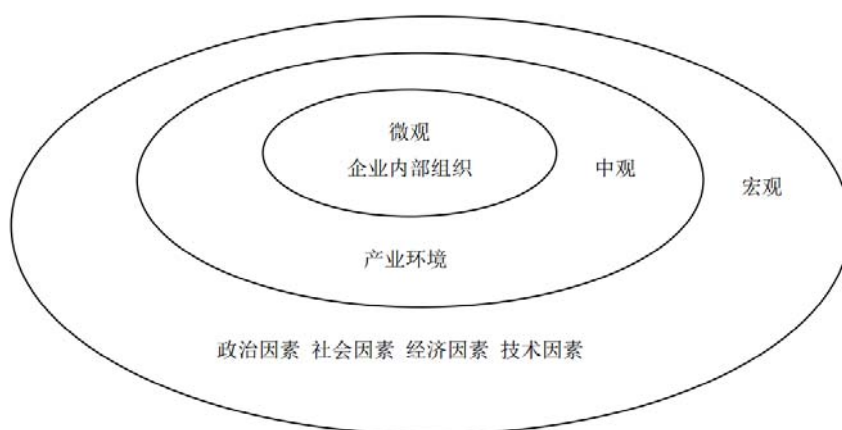 微观
企业内部组织
中观
宏观
产业环境
政治因素 社会因素 经济因素 技术因素